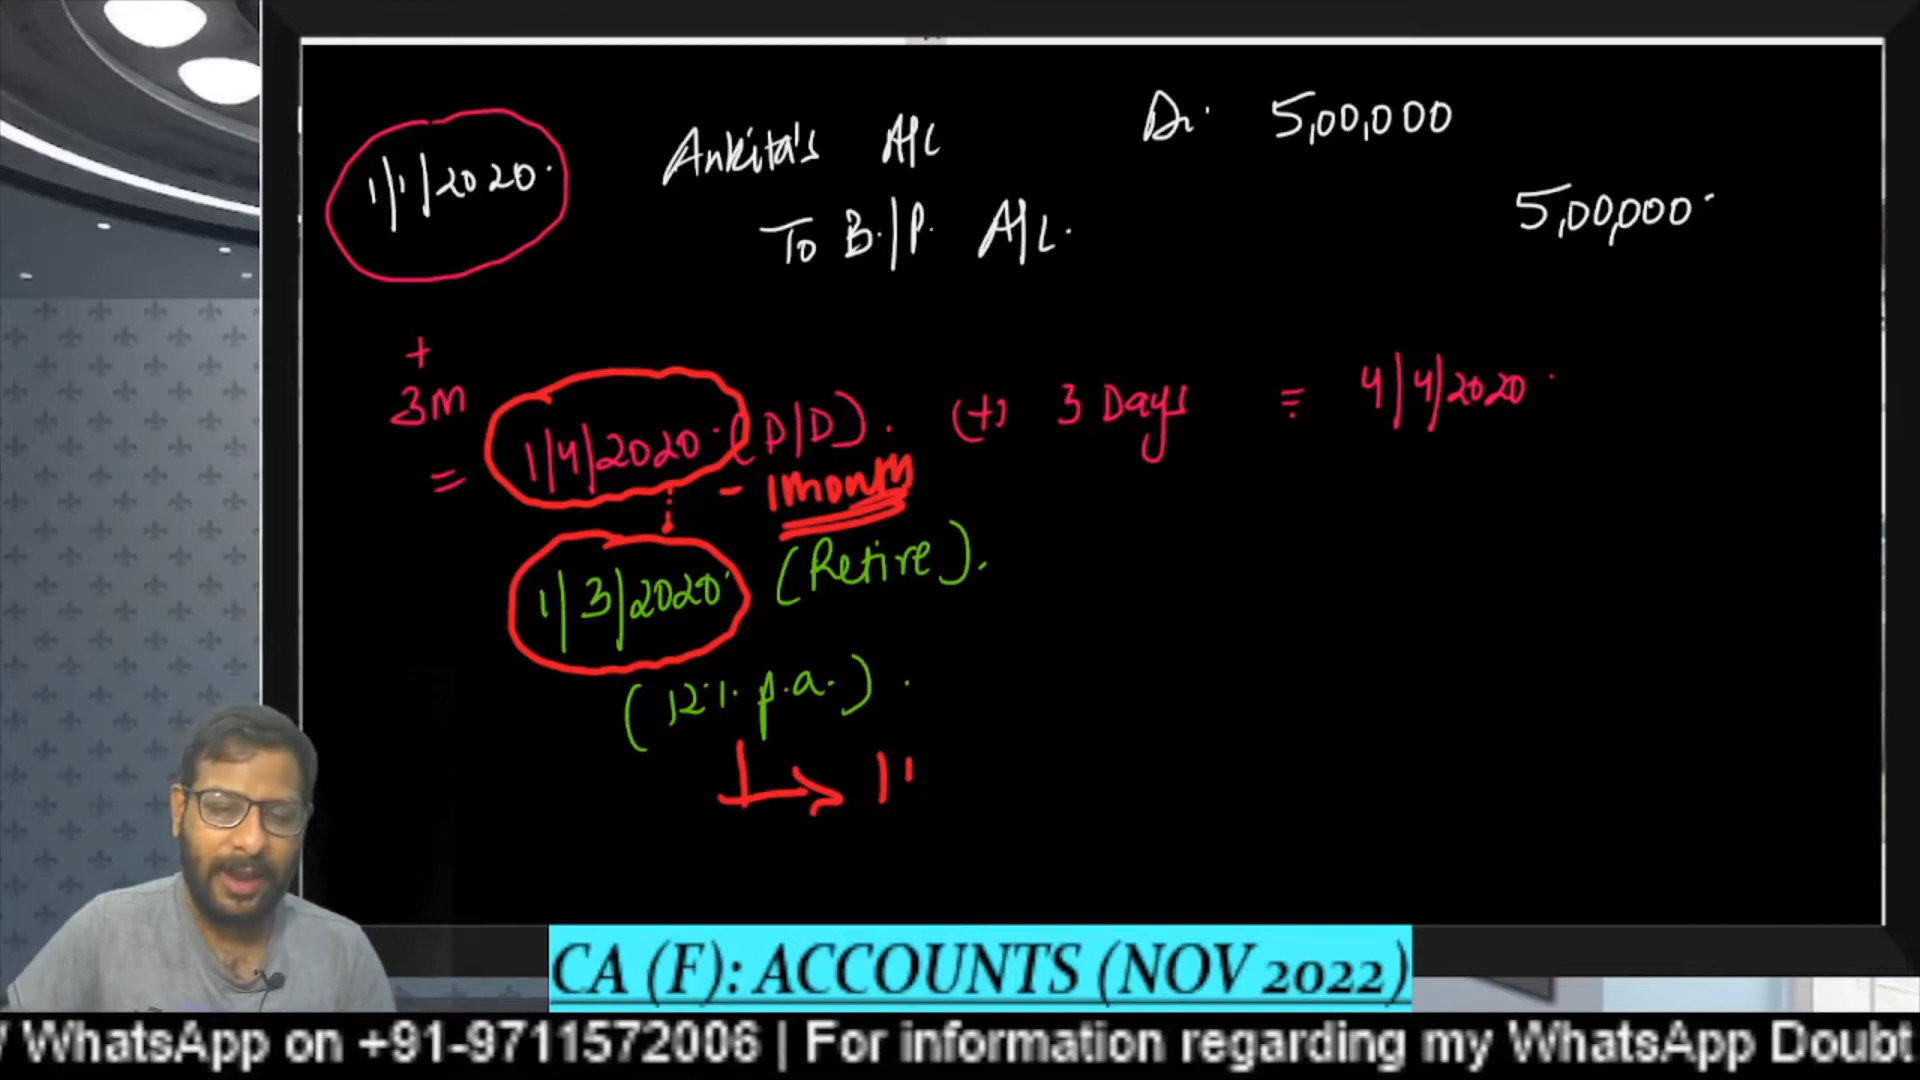 1/1/2020. Ankita's A/c Dr. 5,00,000
To B./P. A/c. 5,00,000.
+
3m
= 1/4/2020. (D/D). (+) 3 Days = 4/4/2020.
- 1 month
1/3/2020 (Retire).
(12%. p.a.).
CA (F): ACCOUNTS (NOV 2022)
WhatsApp on +91-9711572006 | For information regarding my WhatsApp Doubt